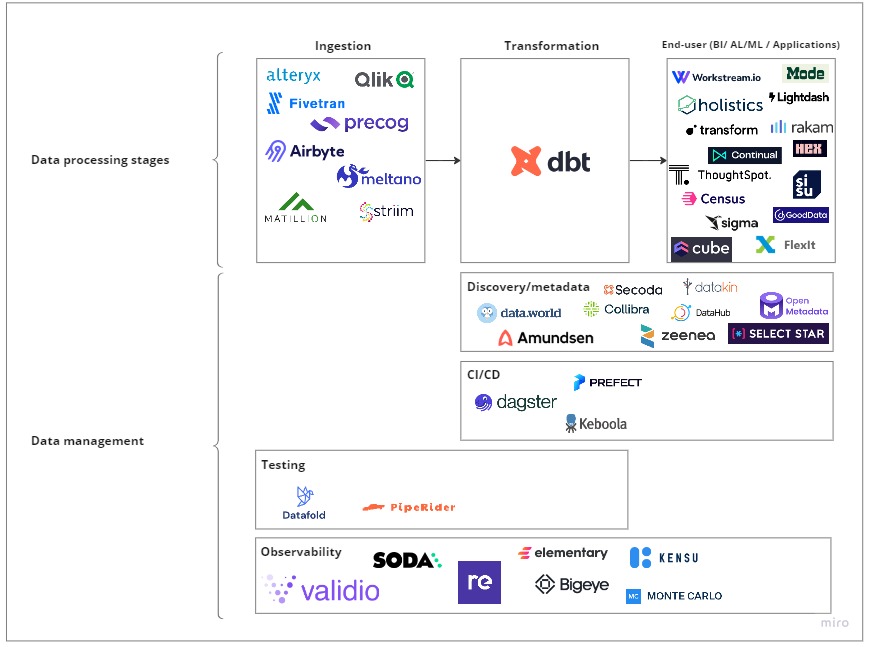 Ingestion
Transformation
End-user (BI/ AL/ML / Applications)
Data processing stages
alteryx
Qlik
Fivetran
precog
Airbyte
meltano
MATILLION
striim
dbt
Workstream.io
Mode
holistics
Lightdash
transform
rakam
Continual
HEX
ThoughtSpot.
Census
si
su
sigma
GoodData
cube
FlexIt
Data management
Discovery/metadata
Secoda
datakin
data.world
Collibra
DataHub
Open
Metadata
Amundsen
zeenea
[*] SELECT STAR
CI/CD
PREFECT
dagster
Keboola
Testing
Datafold
PipeRider
Observability
SODA
elementary
KENSU
validio
re
Bigeye
MC MONTE CARLO
miro